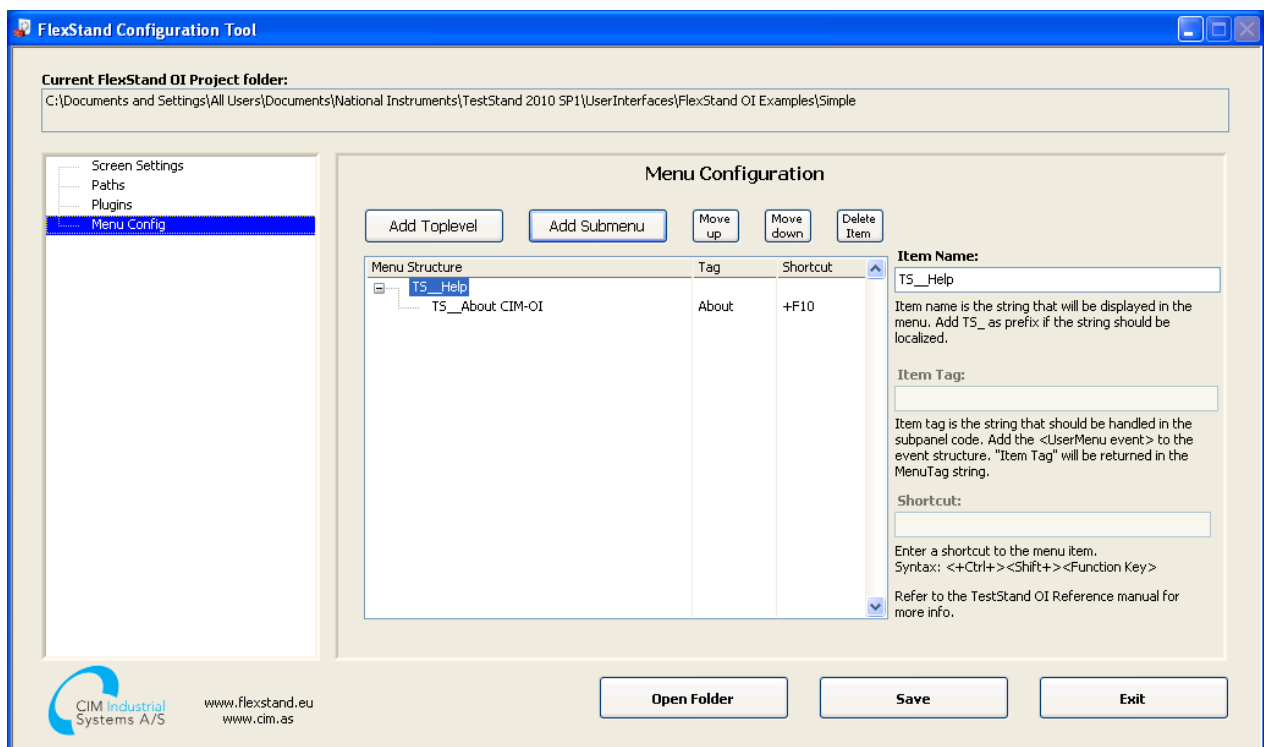 FlexStand Configuration Tool
Current FlexStand OI Project folder:
C:\Documents and Settings\All Users\Documents\National Instruments\TestStand 2010 SP1\UserInterfaces\FlexStand OI Examples\Simple
Screen Settings
Paths
Plugins
Menu Config
Menu Configuration
Add Toplevel
Add Submenu
Move
up
Move
down
Delete
Item
Menu Structure Tag Shortcut
TS__Help
TS__About CIM-OI About +F10
Item Name:
TS__Help
Item name is the string that will be displayed in the
menu. Add TS_ as prefix if the string should be
localized.
Item Tag:
Item tag is the string that should be handled in the
subpanel code. Add the <UserMenu event> to the
event structure. "Item Tag" will be returned in the
MenuTag string.
Shortcut:
Enter a shortcut to the menu item.
Syntax: <+Ctrl+><Shift+><Function Key>
Refer to the TestStand OI Reference manual for
more info.
CIM Industrial
Systems A/S
www.flexstand.eu
www.cim.as
Open Folder
Save
Exit